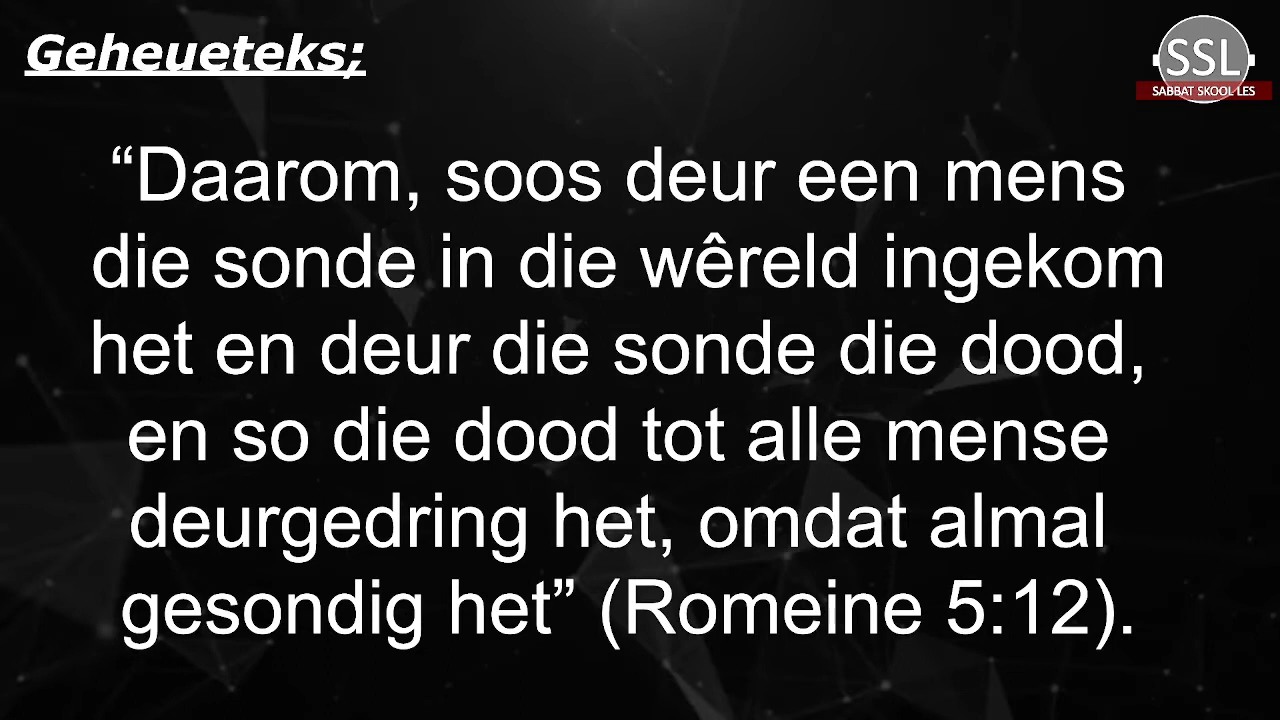 Geheueteks;
SSL
SABBAT SKOOL LES
“Daarom, soos deur een mens
die sonde in die wêreld ingekom
het en deur die sonde die dood,
en so die dood tot alle mense
deurgedring het, omdat almal
gesondig het” (Romeine 5:12).